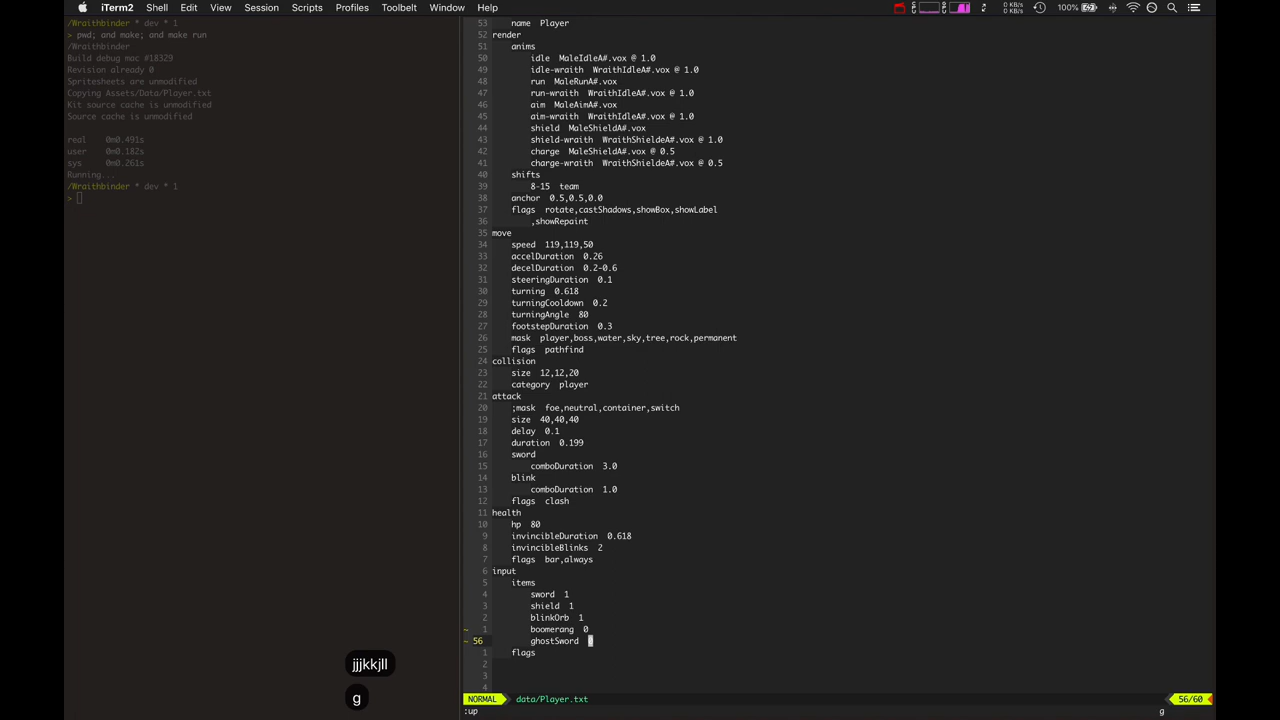 iTerm2 Shell Edit View Session Scripts Profiles Toolbelt Window Help
0 KB/s
0 KB/s
100%
/Wraithbinder * dev * 1
> pwd; and make; and make run
/Wraithbinder
Build debug mac #18329
Revision already 0
Spritesheets are unmodified
Copying Assets/Data/Player.txt
Kit source cache is unmodified
Source cache is unmodified
real 0m0.491s
user 0m0.182s
sys 0m0.261s
Running...
/Wraithbinder * dev * 1
>
53 name Player
52 render
51 anims
50 idle MaleIdleA#.vox @ 1.0
49 idle-wraith WraithIdleA#.vox @ 1.0
48 run MaleRunA#.vox
47 run-wraith WraithIdleA#.vox @ 1.0
46 aim MaleAimA#.vox
45 aim-wraith WraithIdleA#.vox @ 1.0
44 shield MaleShieldA#.vox
43 shield-wraith WraithShieldeA#.vox @ 1.0
42 charge MaleShieldA#.vox @ 0.5
41 charge-wraith WraithShieldeA#.vox @ 0.5
40 shifts
39 8-15 team
38 anchor 0.5,0.5,0.0
37 flags rotate,castShadows,showBox,showLabel
36 ,showRepaint
35 move
34 speed 119,119,50
33 accelDuration 0.26
32 decelDuration 0.2-0.6
31 steeringDuration 0.1
30 turning 0.618
29 turningCooldown 0.2
28 turningAngle 80
27 footstepDuration 0.3
26 mask player,boss,water,sky,tree,rock,permanent
25 flags pathfind
24 collision
23 size 12,12,20
22 category player
21 attack
20 ;mask foe,neutral,container,switch
19 size 40,40,40
18 delay 0.1
17 duration 0.199
16 sword
15 comboDuration 3.0
14 blink
13 comboDuration 1.0
12 flags clash
11 health
10 hp 80
9 invincibleDuration 0.618
8 invincibleBlinks 2
7 flags bar,always
6 input
5 items
4 sword 1
3 shield 1
2 blinkOrb 1
~ 1 boomerang 0
~ 56 ghostSword 0
1 flags
2
3
4
NORMAL data/Player.txt 56/60
:up g
jjjkkjll
g